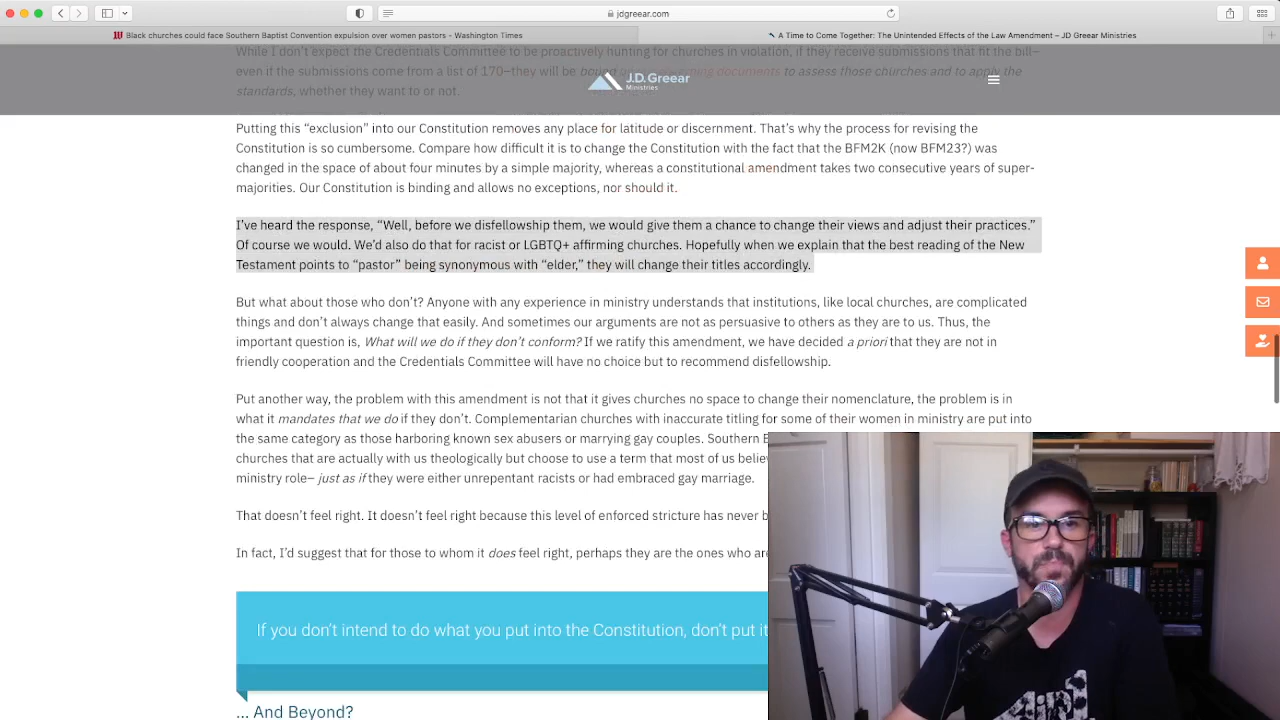 jdgreear.com
Black churches could face Southern Baptist Convention expulsion over women pastors - Washington Times
A Time to Come Together: The Unintended Effects of the Law Amendment – JD Greear Ministries
While I don't expect the Credentials Committee to be proactively hunting for churches in violation, if they receive submissions that fit the bill–
even if the submissions come from a list of 170–they will be bound by our governing documents to assess those churches and to apply the
standards, whether they want to or not.
J.D.Greear
Ministries
Putting this “exclusion” into our Constitution removes any place for latitude or discernment. That’s why the process for revising the
Constitution is so cumbersome. Compare how difficult it is to change the Constitution with the fact that the BFM2K (now BFM23?) was
changed in the space of about four minutes by a simple majority, whereas a constitutional amendment takes two consecutive years of super-
majorities. Our Constitution is binding and allows no exceptions, nor should it.
I’ve heard the response, “Well, before we disfellowship them, we would give them a chance to change their views and adjust their practices.”
Of course we would. We’d also do that for racist or LGBTQ+ affirming churches. Hopefully when we explain that the best reading of the New
Testament points to “pastor” being synonymous with “elder,” they will change their titles accordingly.
But what about those who don’t? Anyone with any experience in ministry understands that institutions, like local churches, are complicated
things and don’t always change that easily. And sometimes our arguments are not as persuasive to others as they are to us. Thus, the
important question is, What will we do if they don’t conform? If we ratify this amendment, we have decided a priori that they are not in
friendly cooperation and the Credentials Committee will have no choice but to recommend disfellowship.
Put another way, the problem with this amendment is not that it gives churches no space to change their nomenclature, the problem is in
what it mandates that we do if they don’t. Complementarian churches with inaccurate titling for some of their women in ministry are put into
the same category as those harboring known sex abusers or marrying gay couples. Southern B
churches that are actually with us theologically but choose to use a term that most of us believ
ministry role– just as if they were either unrepentant racists or had embraced gay marriage.
That doesn’t feel right. It doesn’t feel right because this level of enforced stricture has never b
In fact, I’d suggest that for those to whom it does feel right, perhaps they are the ones who are
If you don’t intend to do what you put into the Constitution, don’t put it
... And Beyond?